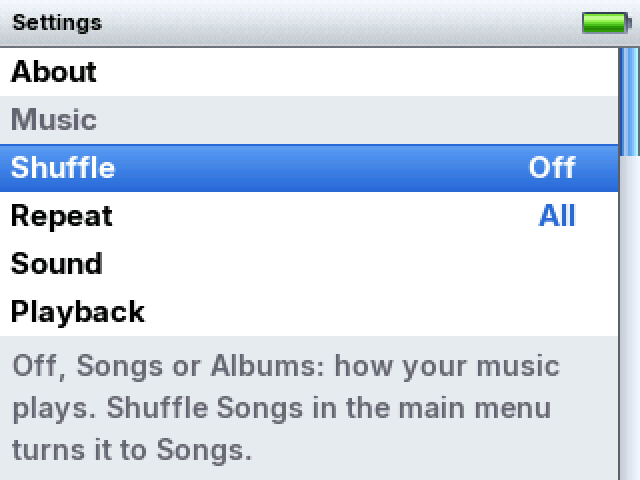 Settings
About
Music
Shuffle Off
Repeat All
Sound
Playback
Off, Songs or Albums: how your music
plays. Shuffle Songs in the main menu
turns it to Songs.